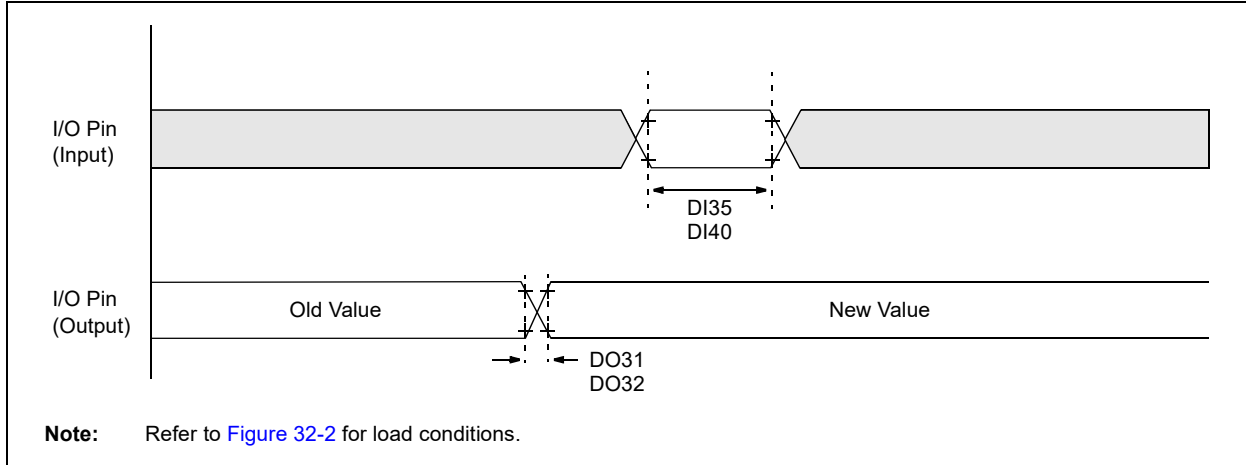 I/O Pin
(Input)
DI35
DI40
I/O Pin
(Output)
Old Value
New Value
DO31
DO32
Note: Refer to Figure 32-2 for load conditions.